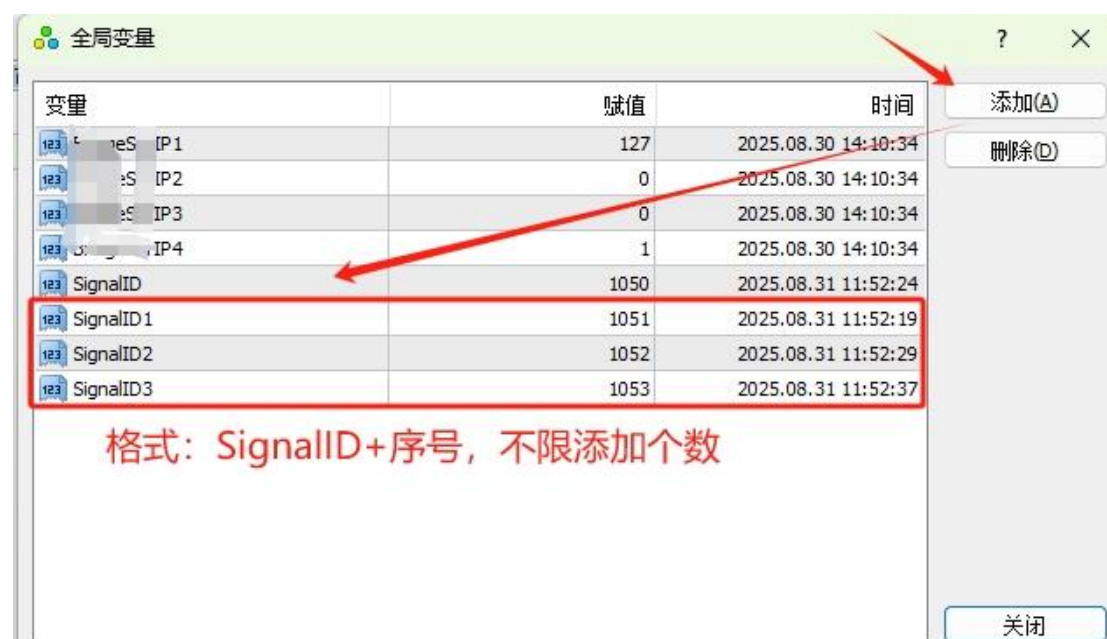 全局变量
变量 赋值 时间 添加(A)
IP1 127 2025.08.30 14:10:34 删除(D)
IP2 0 2025.08.30 14:10:34
IP3 0 2025.08.30 14:10:34
IP4 1 2025.08.30 14:10:34
SignalID 1050 2025.08.31 11:52:24
SignalID1 1051 2025.08.31 11:52:19
SignalID2 1052 2025.08.31 11:52:29
SignalID3 1053 2025.08.31 11:52:37
格式：SignalID+序号，不限添加个数
关闭